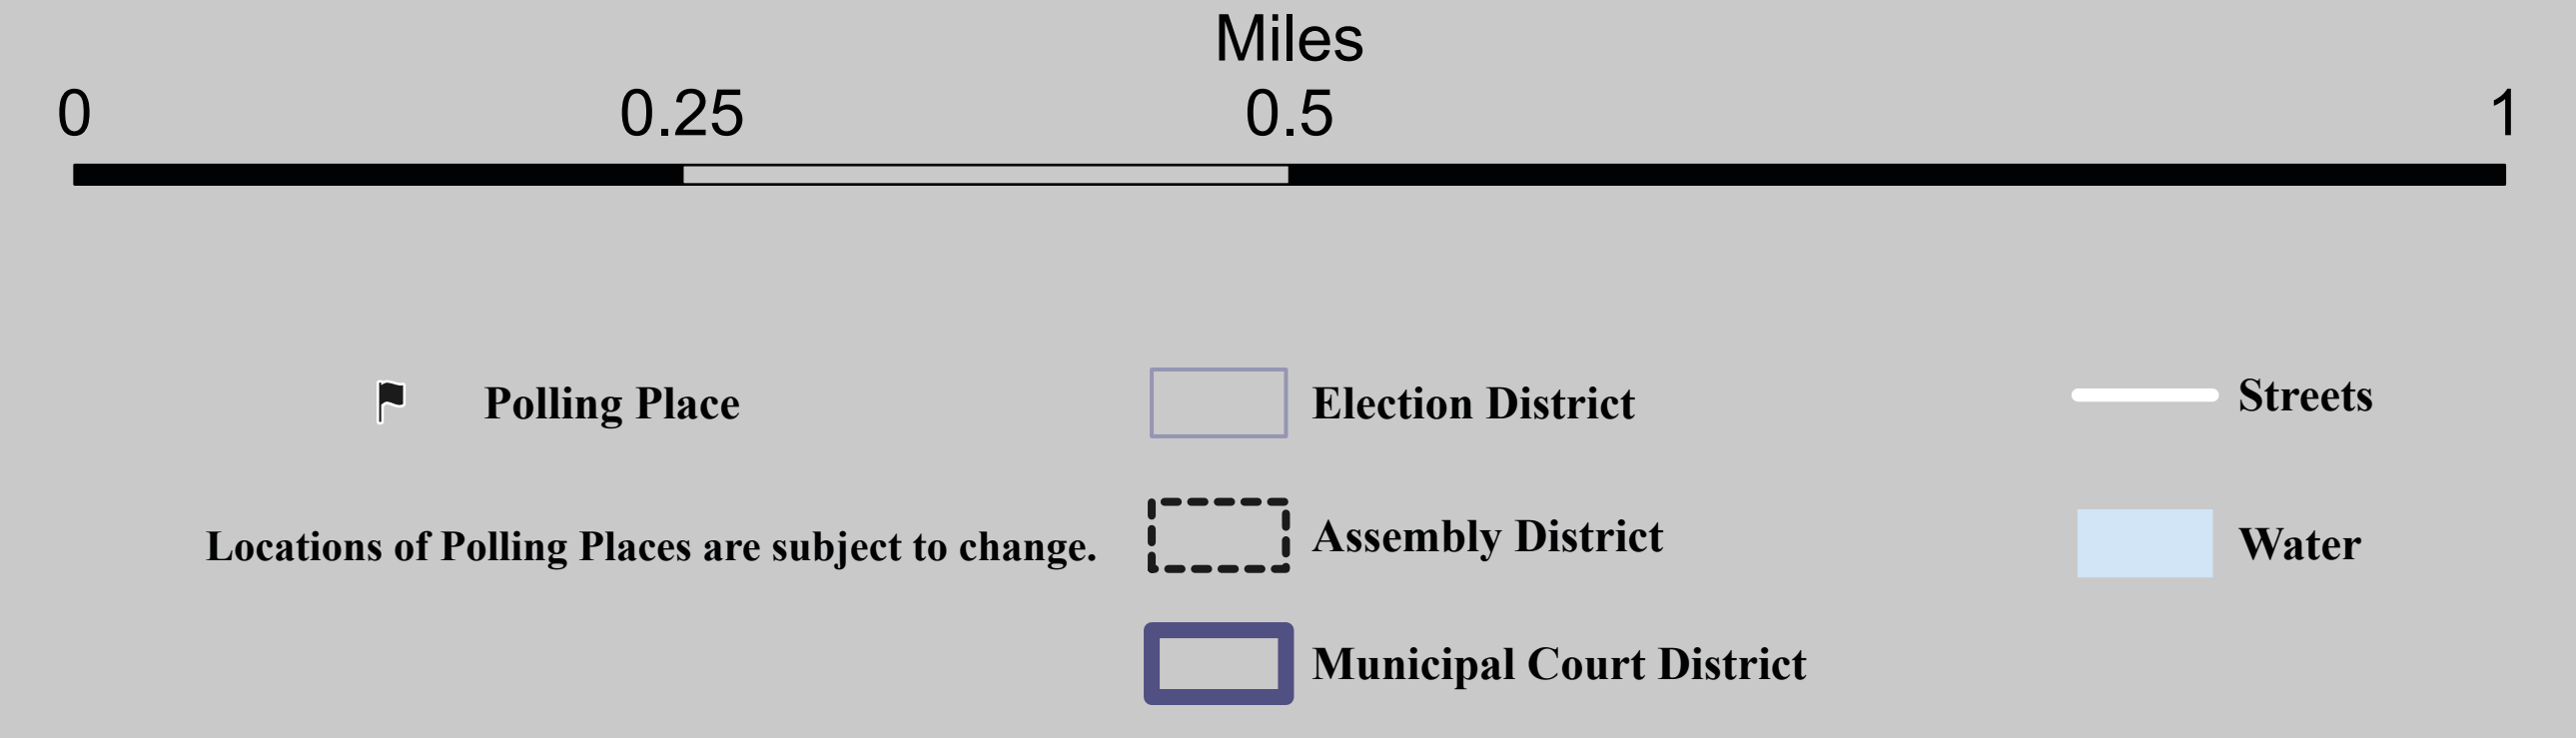 Miles
0 0.25 0.5 1
Polling Place
Election District
Streets
Locations of Polling Places are subject to change.
Assembly District
Water
Municipal Court District